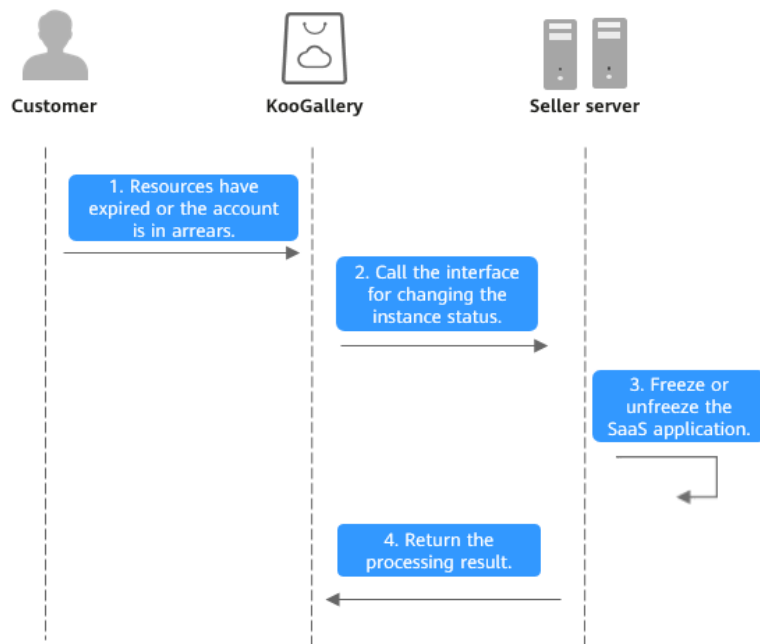 Customer
KooGallery
Seller server
1. Resources have
expired or the account
is in arrears.
2. Call the interface
for changing the
instance status.
3. Freeze or
unfreeze the
SaaS application.
4. Return the
processing result.